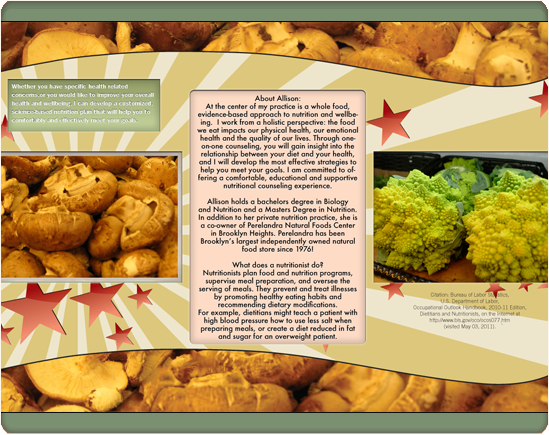 Whether you have specific health related
concerns,or you would like to improve your overall
health and wellbeing, I can develop a customized,
science-based nutrition plan that will help you to
comfortably and effectively meet your goals.
About Allison:
At the center of my practice is a whole food,
evidence-based approach to nutrition and wellbe-
ing. I work from a holistic perspective: the food
we eat impacts our physical health, our emotional
health and the quality of our lives. Through one-
on-one counseling, you will gain insight into the
relationship between your diet and your health,
and I will develop the most effective strategies to
help you meet your goals. I am committed to of-
fering a comfortable, educational and supportive
nutritional counseling experience.
Allison holds a bachelors degree in Biology
and Nutrition and a Masters Degree in Nutrition.
In addition to her private nutrition practice, she is
a co-owner of Perelandra Natural Foods Center
in Brooklyn Heights. Perelandra has been
Brooklyn's largest independently owned natural
food store since 1976!
What does a nutritionist do?
Nutritionists plan food and nutrition programs,
supervise meal preparation, and oversee the
serving of meals. They prevent and treat illnesses
by promoting healthy eating habits and
recommending dietary modifications.
For example, dietitians might teach a patient with
high blood pressure how to use less salt when
preparing meals, or create a diet reduced in fat
and sugar for an overweight patient.
Citation: Bureau of Labor Statistics,
U.S. Department of Labor,
Occupational Outlook Handbook, 2010-11 Edition,
Dietitians and Nutritionists, on the Internet at
http://www.bls.gov/oco/ocos077.htm
(visited May 03, 2011).